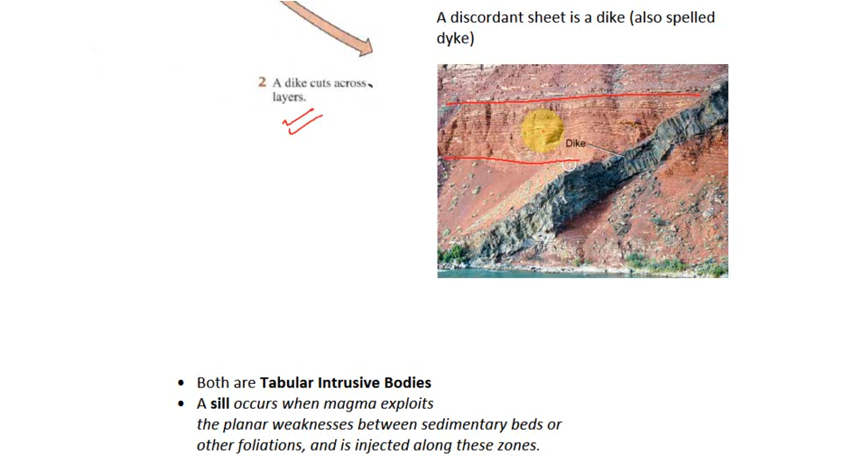 A discordant sheet is a dike (also spelled
dyke)
2 A dike cuts across
layers.
Dike
• Both are Tabular Intrusive Bodies
• A sill occurs when magma exploits
the planar weaknesses between sedimentary beds or
other foliations, and is injected along these zones.